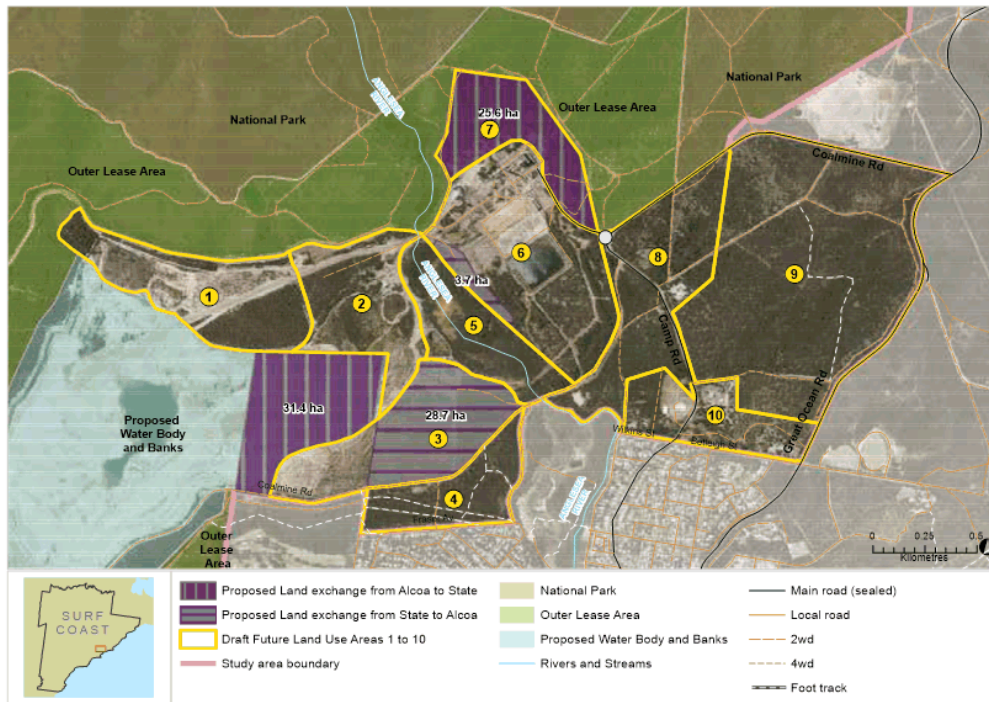 National Park
25.6 ha
7
Outer Lease Area
National Park
Outer Lease Area
Coalmine Rd
1
2
3.7 ha
6
5
8
9
Camp Rd
31.4 ha
28.7 ha
3
Proposed
Water Body
and Banks
Coalmine Rd
4
10
Great Ocean Rd
Outer
Lease
Area
0 0.25 0.5
Kilometres
SURF
COAST
Proposed Land exchange from Alcoa to State
Proposed Land exchange from State to Alcoa
Draft Future Land Use Areas 1 to 10
Study area boundary
National Park
Outer Lease Area
Proposed Water Body and Banks
Rivers and Streams
Main road (sealed)
Local road
2wd
4wd
Foot track